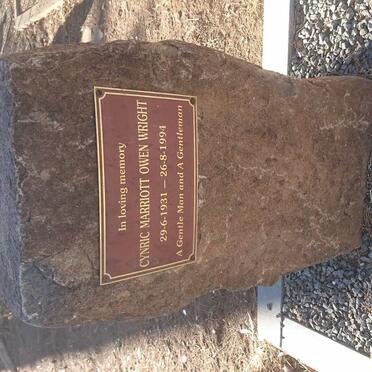 In loving memory
CYNRIC MARRIOTT OWEN WRIGHT
29-6-1931 – 26-8-1994
A Gentle Man and A Gentleman